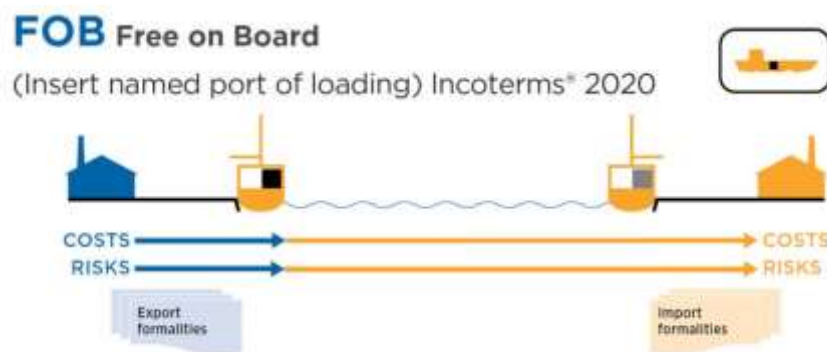 FOB Free on Board
(Insert named port of loading) Incoterms® 2020
COSTS COSTS
RISKS RISKS
Export
formalities
Import
formalities